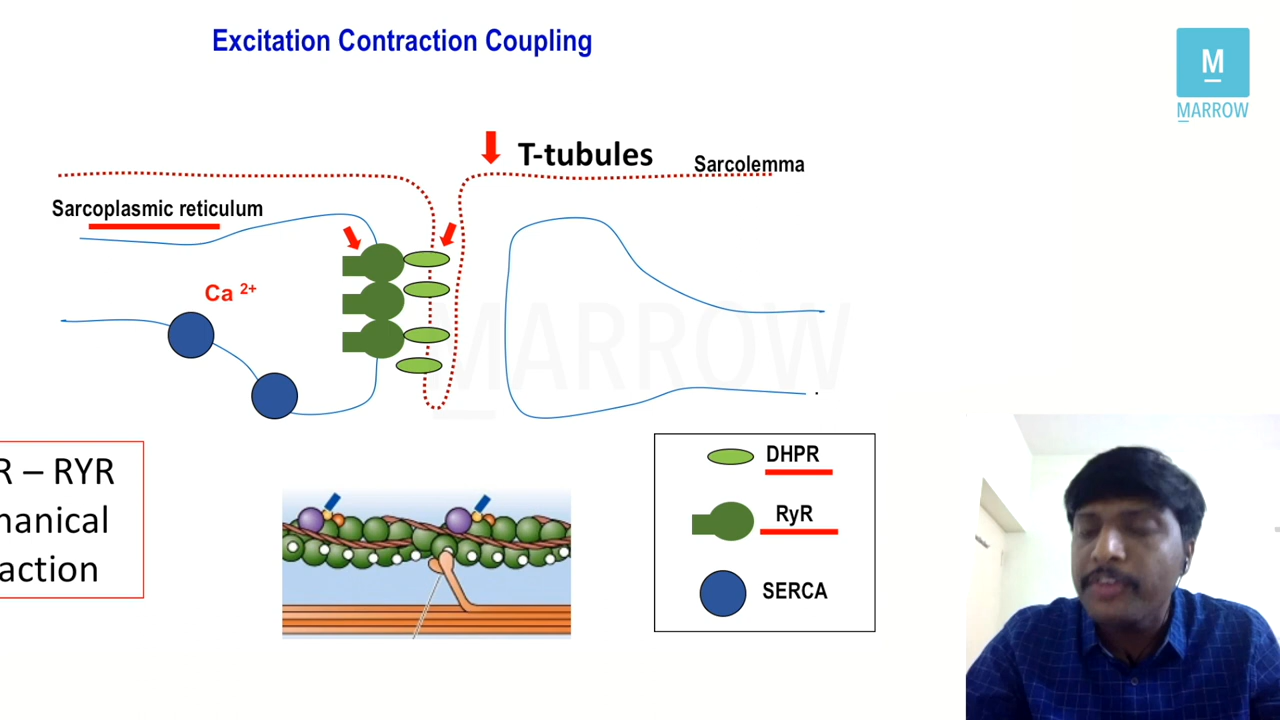 Excitation Contraction Coupling
M
MARROW
T-tubules
Sarcolemma
Sarcoplasmic reticulum
Ca 2+
MARROW
DHPR
RyR
SERCA
R – RYR
hanical
action